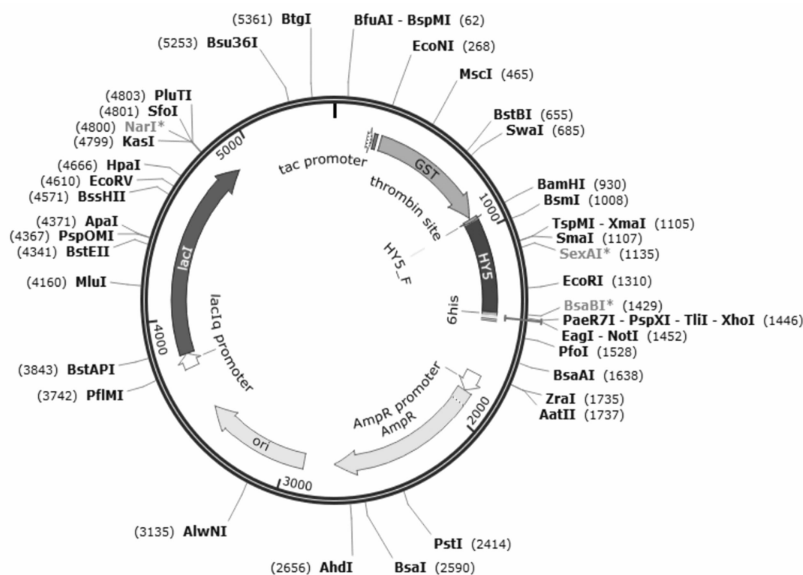 (5361) BtgI
BfuAI - BspMI (62)
(5253) Bsu36I
EcoNI (268)
MscI (465)
(4803) PluTI
(4801) SfoI
(4800) NarI*
(4799) KasI
BstBI (655)
SwaI (685)
(4666) HpaI
(4610) EcoRV
(4571) BssHII
BamHI (930)
BsmI (1008)
(4371) ApaI
(4367) PspOMI
(4341) BstEII
TspMI - XmaI (1105)
SmaI (1107)
SexAI* (1135)
(4160) MluI
EcoRI (1310)
BsaBI* (1429)
PaeR7I - PspXI - TliI - XhoI (1446)
EagI - NotI (1452)
PfoI (1528)
(3843) BstAPI
BsaAI (1638)
(3742) PflMI
ZraI (1735)
AatII (1737)
(3135) AlwNI
PstI (2414)
(2656) AhdI
BsaI (2590)
5000
1000
2000
3000
4000
tac promoter
GST
thrombin site
HY5_F
HY5
6his
AmpR promoter
AmpR
ori
lacIq promoter
lacI